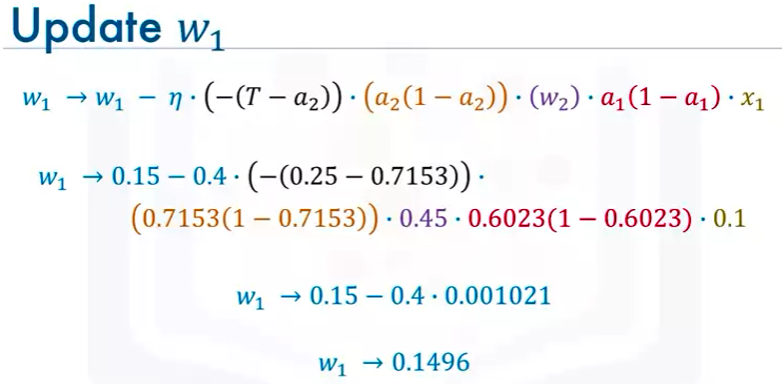 Update w₁
w₁ → w₁ − η · (−(T − a₂)) · (a₂(1 − a₂)) · (w₂) · a₁(1 − a₁) · x₁
w₁ → 0.15 − 0.4 · (−(0.25 − 0.7153)) ·
(0.7153(1 − 0.7153)) · 0.45 · 0.6023(1 − 0.6023) · 0.1
w₁ → 0.15 − 0.4 · 0.001021
w₁ → 0.1496